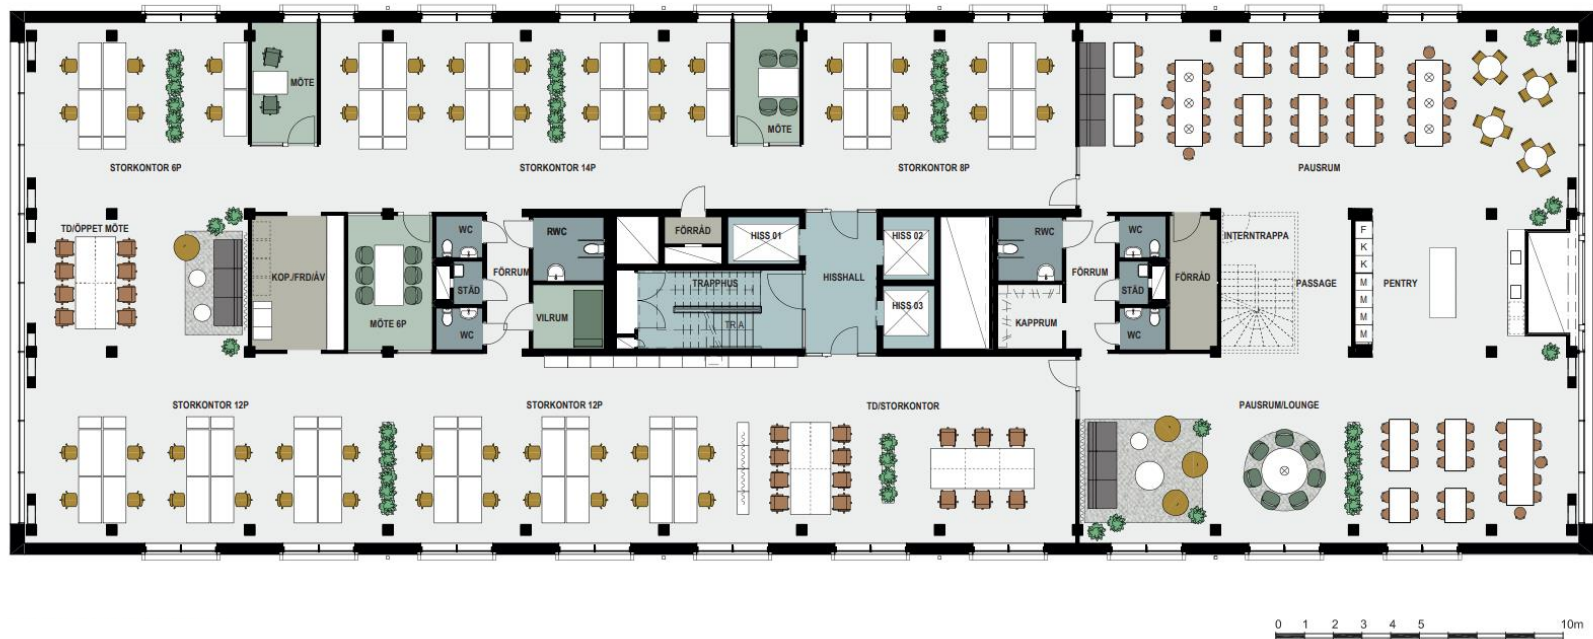 MÖTE
MÖTE
STORKONTOR 6P
STORKONTOR 14P
STORKONTOR 8P
PAUSRUM
TD/ÖPPET MÖTE
KOP./FRD/AV
MÖTE 6P
WC
STÄD
WC
FÖRRUM
RWC
VILRUM
FÖRRÅD
HISS 01
TRAPPHUS
TR A
HISSHALL
HISS 02
HISS 03
RWC
KAPPRUM
FÖRRUM
WC
STÄD
WC
FÖRRÅD
INTERNTRAPPA
PASSAGE
F
K
K
M
M
M
M
PENTRY
STORKONTOR 12P
STORKONTOR 12P
TD/STORKONTOR
PAUSRUM/LOUNGE
0 1 2 3 4 5 10m